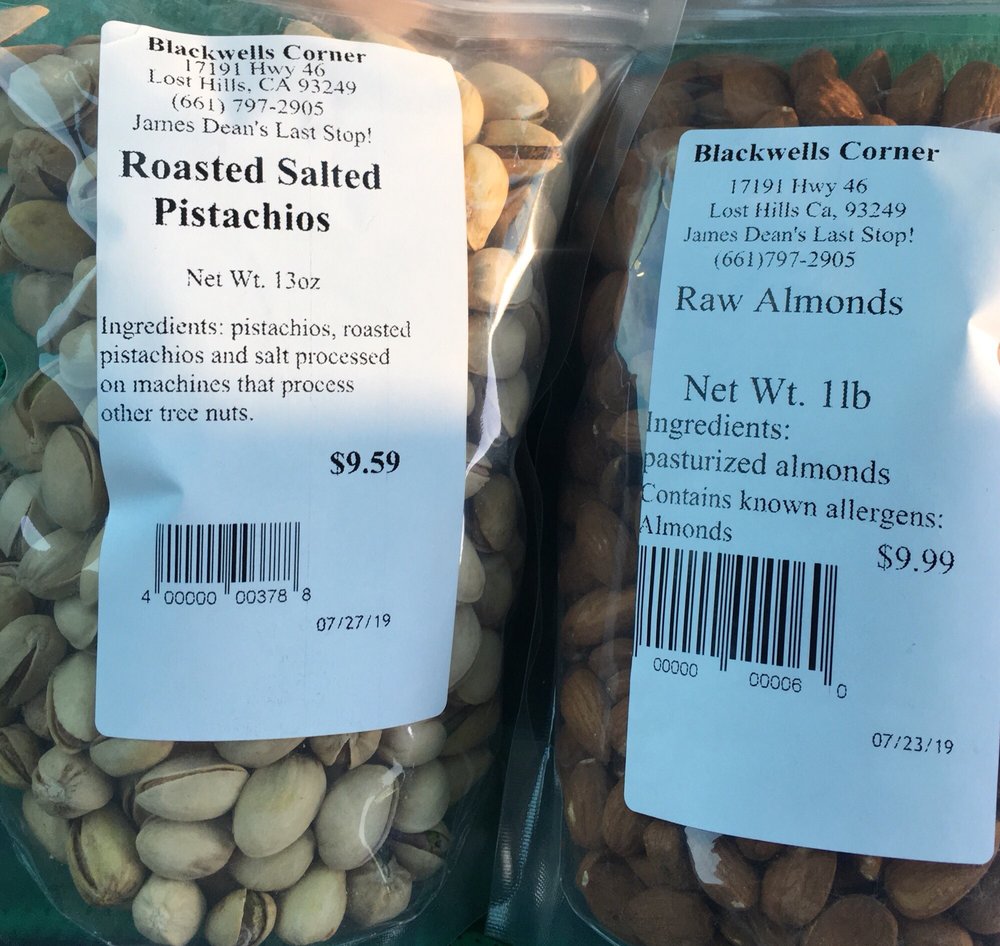 Blackwells Corner
17191 Hwy 46
Lost Hills, CA 93249
(661) 797-2905
James Dean's Last Stop!
Roasted Salted
Pistachios
Net Wt. 13oz
Ingredients: pistachios, roasted
pistachios and salt processed
on machines that process
other tree nuts.
$9.59
4 00000 00378 8
07/27/19
Blackwells Corner
17191 Hwy 46
Lost Hills Ca, 93249
James Dean's Last Stop!
(661)797-2905
Raw Almonds
Net Wt. 1lb
Ingredients:
pasturized almonds
Contains known allergens:
Almonds
$9.99
00000 00006 0
07/23/19